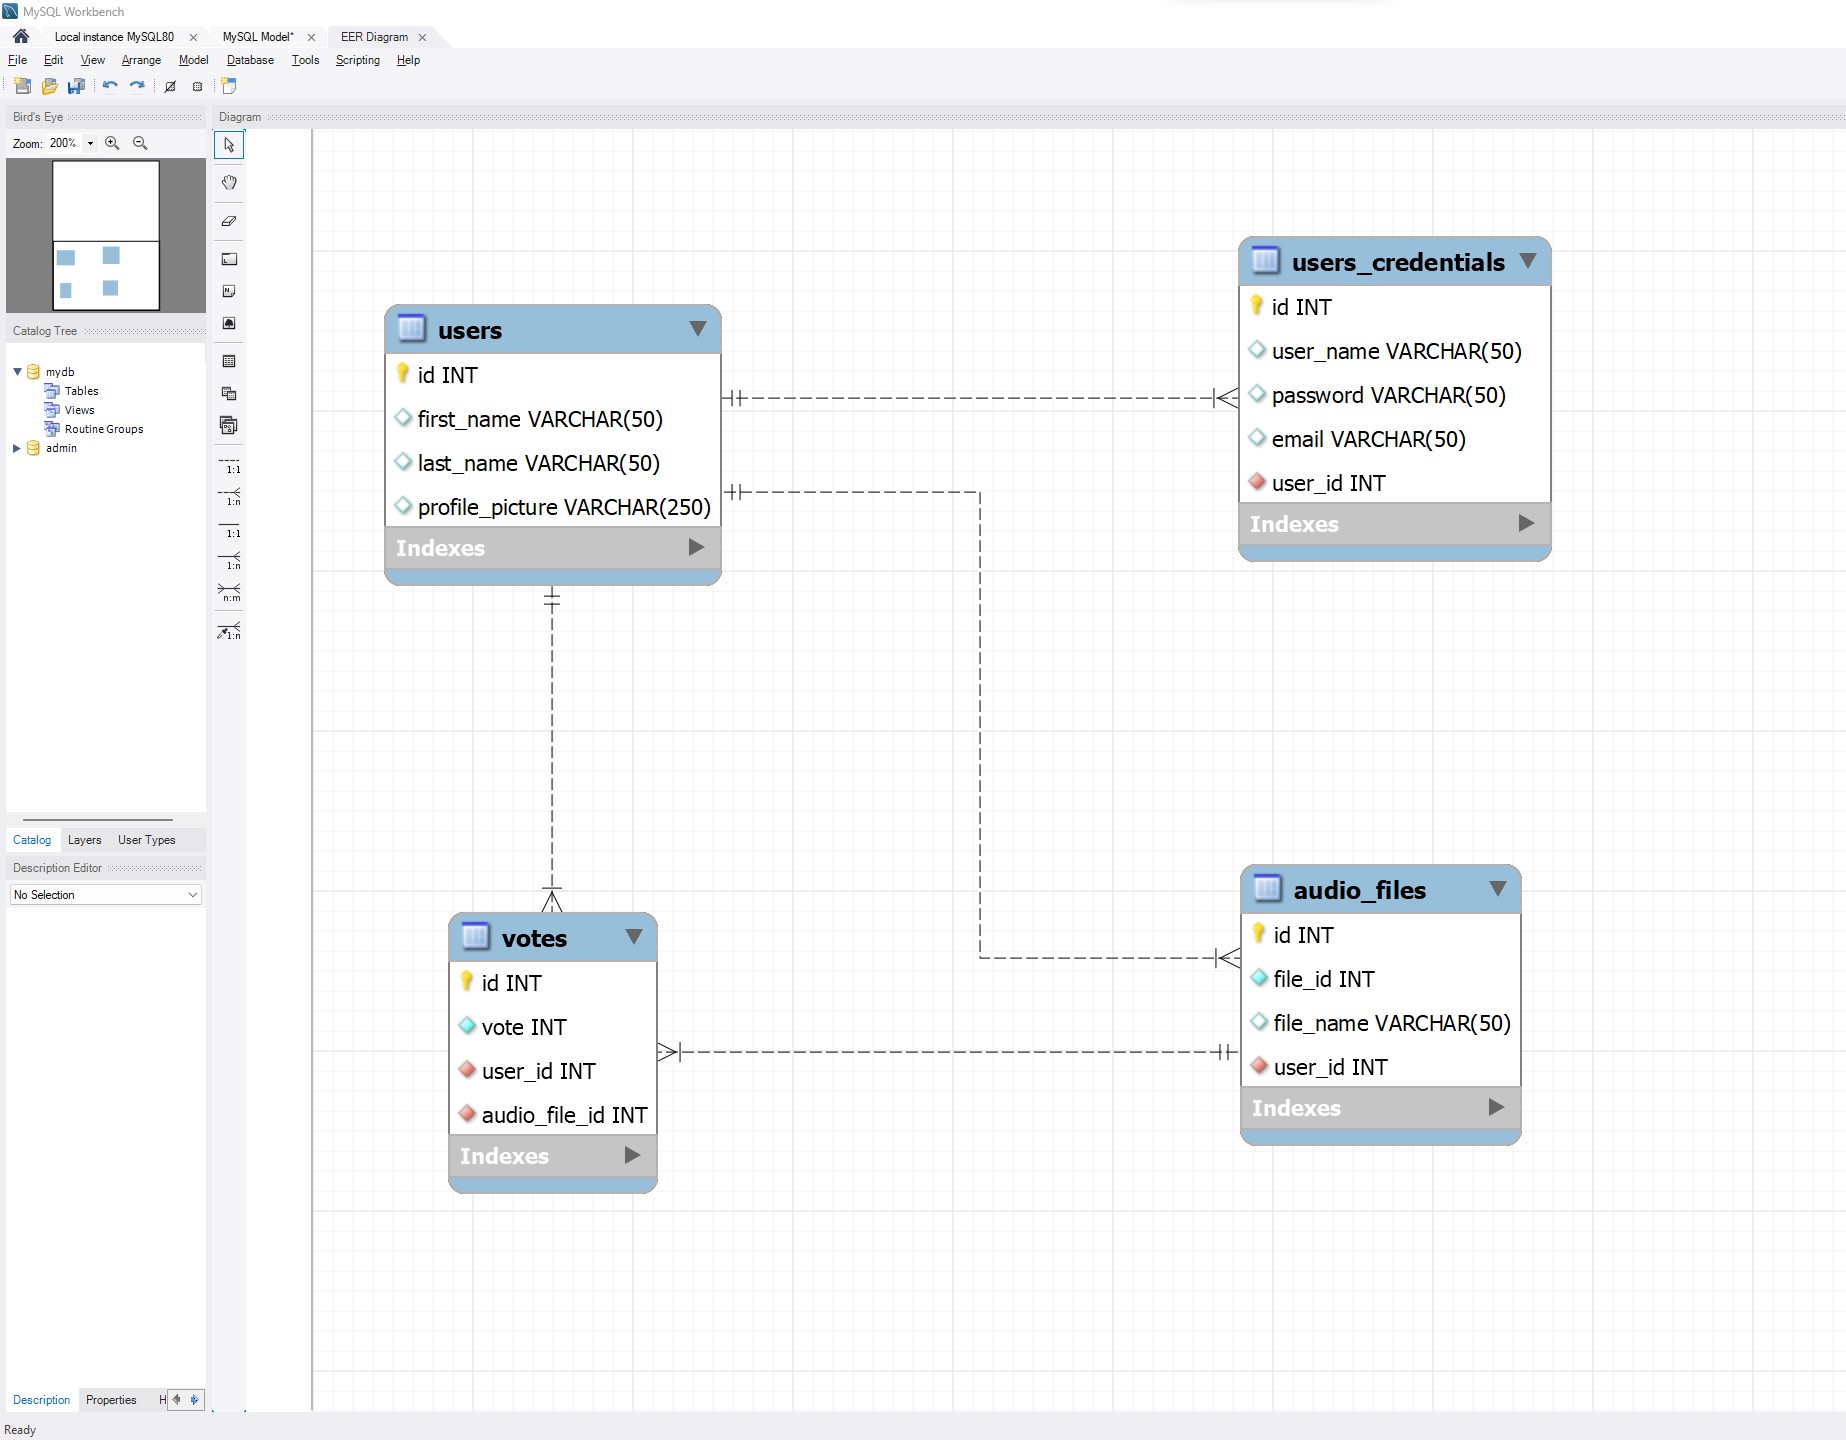 MySQL Workbench
Local instance MySQL80
MySQL Model*
EER Diagram
File Edit View Arrange Model Database Tools Scripting Help
Bird's Eye
Diagram
Zoom: 200%
Catalog Tree
mydb
Tables
Views
Routine Groups
admin
Catalog Layers User Types
Description Editor
No Selection
Description Properties H
Ready
1:1
1:n
1:1
1:n
n:m
1:n
users
id INT
first_name VARCHAR(50)
last_name VARCHAR(50)
profile_picture VARCHAR(250)
Indexes
users_credentials
id INT
user_name VARCHAR(50)
password VARCHAR(50)
email VARCHAR(50)
user_id INT
Indexes
votes
id INT
vote INT
user_id INT
audio_file_id INT
Indexes
audio_files
id INT
file_id INT
file_name VARCHAR(50)
user_id INT
Indexes